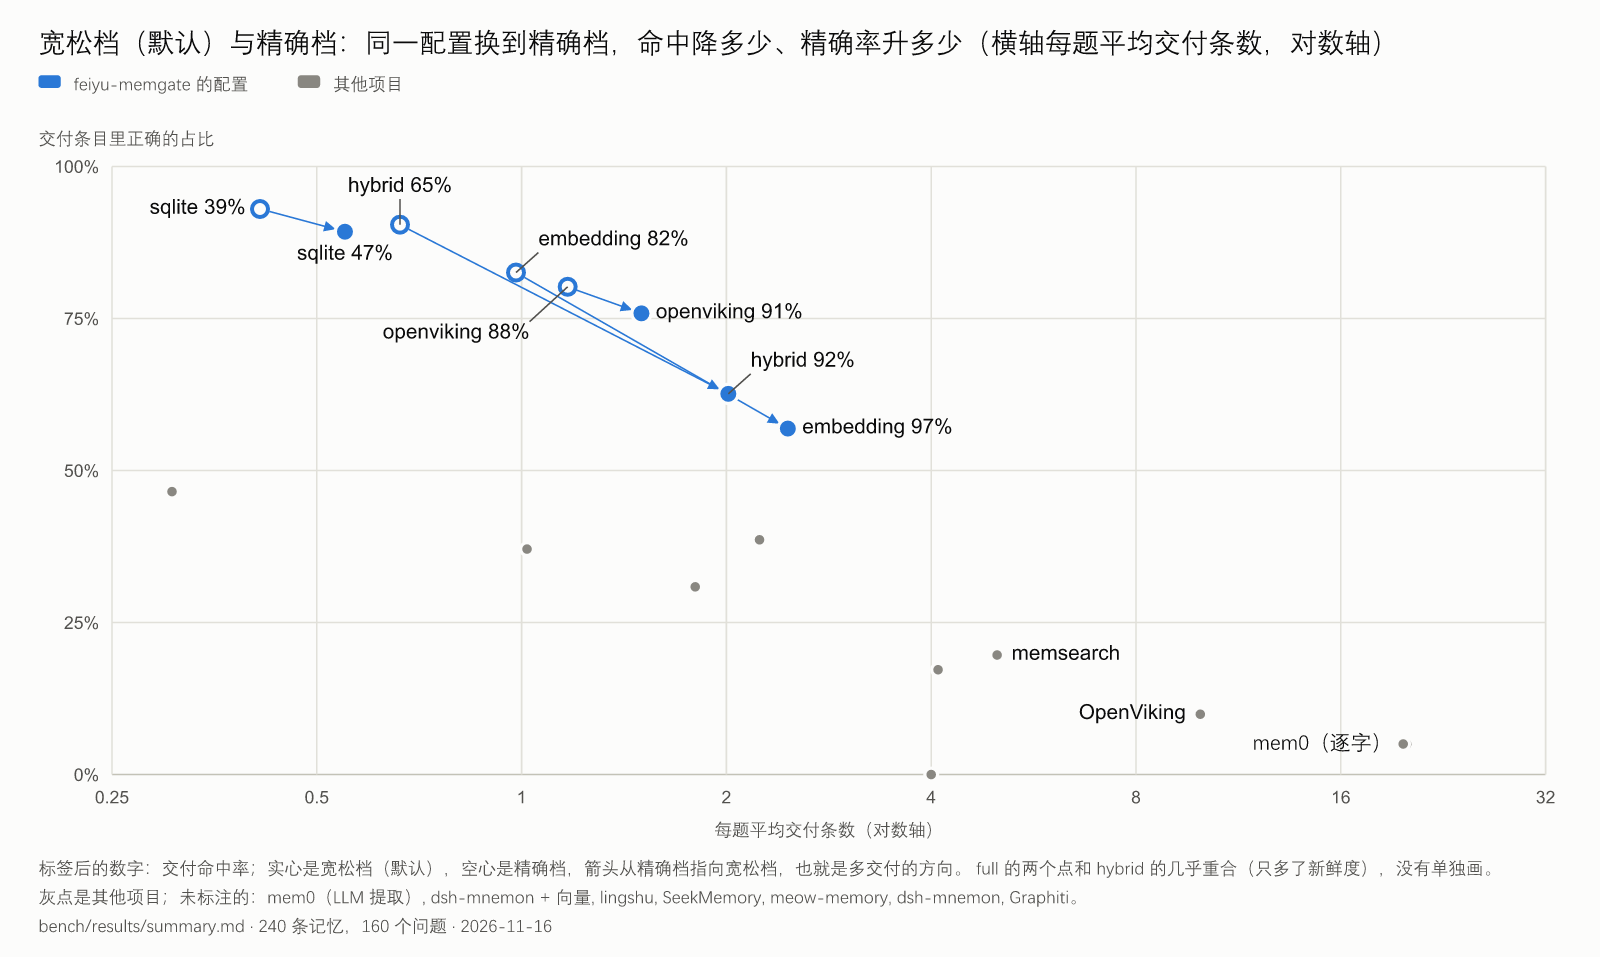 宽松档（默认）与精确档：同一配置换到精确档，命中降多少、精确率升多少（横轴每题平均交付条数，对数轴）
feiyu-memgate 的配置
其他项目
交付条目里正确的占比
100%
hybrid 65%
sqlite 39%
embedding 82%
sqlite 47%
openviking 91%
75%
openviking 88%
hybrid 92%
embedding 97%
50%
25%
memsearch
OpenViking
mem0（逐字）
0%
0.25 0.5 1 2 4 8 16 32
每题平均交付条数（对数轴）
标签后的数字：交付命中率；实心是宽松档（默认），空心是精确档，箭头从精确档指向宽松档，也就是多交付的方向。 full 的两个点和 hybrid 的几乎重合（只多了新鲜度），没有单独画。
灰点是其他项目；未标注的：mem0（LLM 提取）, dsh-mnemon + 向量, lingshu, SeekMemory, meow-memory, dsh-mnemon, Graphiti。
bench/results/summary.md · 240 条记忆，160 个问题 · 2026-11-16